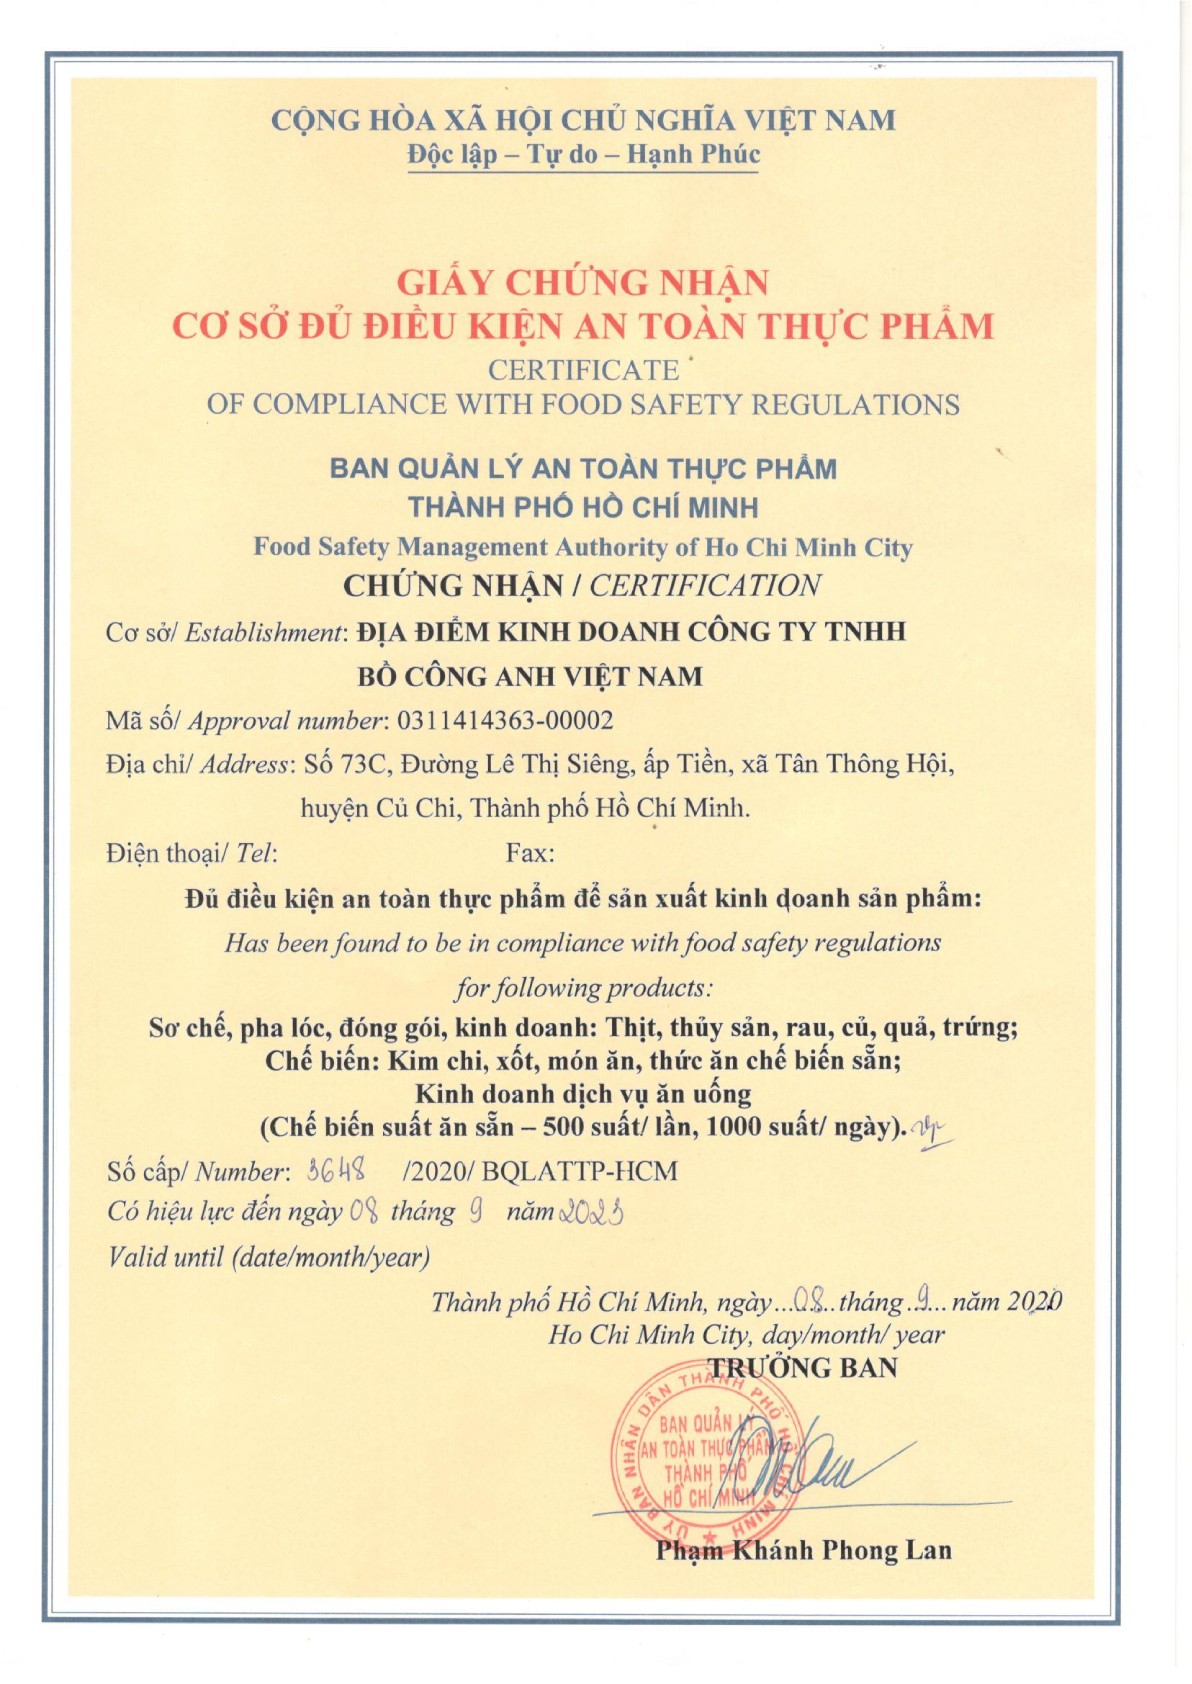 CỘNG HÒA XÃ HỘI CHỦ NGHĨA VIỆT NAM
Độc lập – Tự do – Hạnh Phúc
GIẤY CHỨNG NHẬN
CƠ SỞ ĐỦ ĐIỀU KIỆN AN TOÀN THỰC PHẨM
CERTIFICATE
OF COMPLIANCE WITH FOOD SAFETY REGULATIONS
BAN QUẢN LÝ AN TOÀN THỰC PHẨM
THÀNH PHỐ HỒ CHÍ MINH
Food Safety Management Authority of Ho Chi Minh City
CHỨNG NHẬN / CERTIFICATION
Cơ sở/ Establishment: ĐỊA ĐIỂM KINH DOANH CÔNG TY TNHH
BỒ CÔNG ANH VIỆT NAM
Mã số/ Approval number: 0311414363-00002
Địa chỉ/ Address: Số 73C, Đường Lê Thị Siêng, ấp Tiền, xã Tân Thông Hội,
huyện Củ Chi, Thành phố Hồ Chí Minh.
Điện thoại/ Tel: Fax:
Đủ điều kiện an toàn thực phẩm để sản xuất kinh doanh sản phẩm:
Has been found to be in compliance with food safety regulations
for following products:
Sơ chế, pha lóc, đóng gói, kinh doanh: Thịt, thủy sản, rau, củ, quả, trứng;
Chế biến: Kim chi, xốt, món ăn, thức ăn chế biến sẵn;
Kinh doanh dịch vụ ăn uống
(Chế biến suất ăn sẵn – 500 suất/ lần, 1000 suất/ ngày).
Số cấp/ Number: 3648 /2020/ BQLATTP-HCM
Có hiệu lực đến ngày 08 tháng 9 năm 2023
Valid until (date/month/year)
Thành phố Hồ Chí Minh, ngày...08..tháng.9... năm 2020
Ho Chi Minh City, day/month/ year
TRƯỞNG BAN
ỦY BAN NHÂN DÂN THÀNH PHỐ HỒ CHÍ MINH
BAN QUẢN LÝ
AN TOÀN THỰC PHẨM
THÀNH PHỐ
HỒ CHÍ MINH
Phạm Khánh Phong Lan